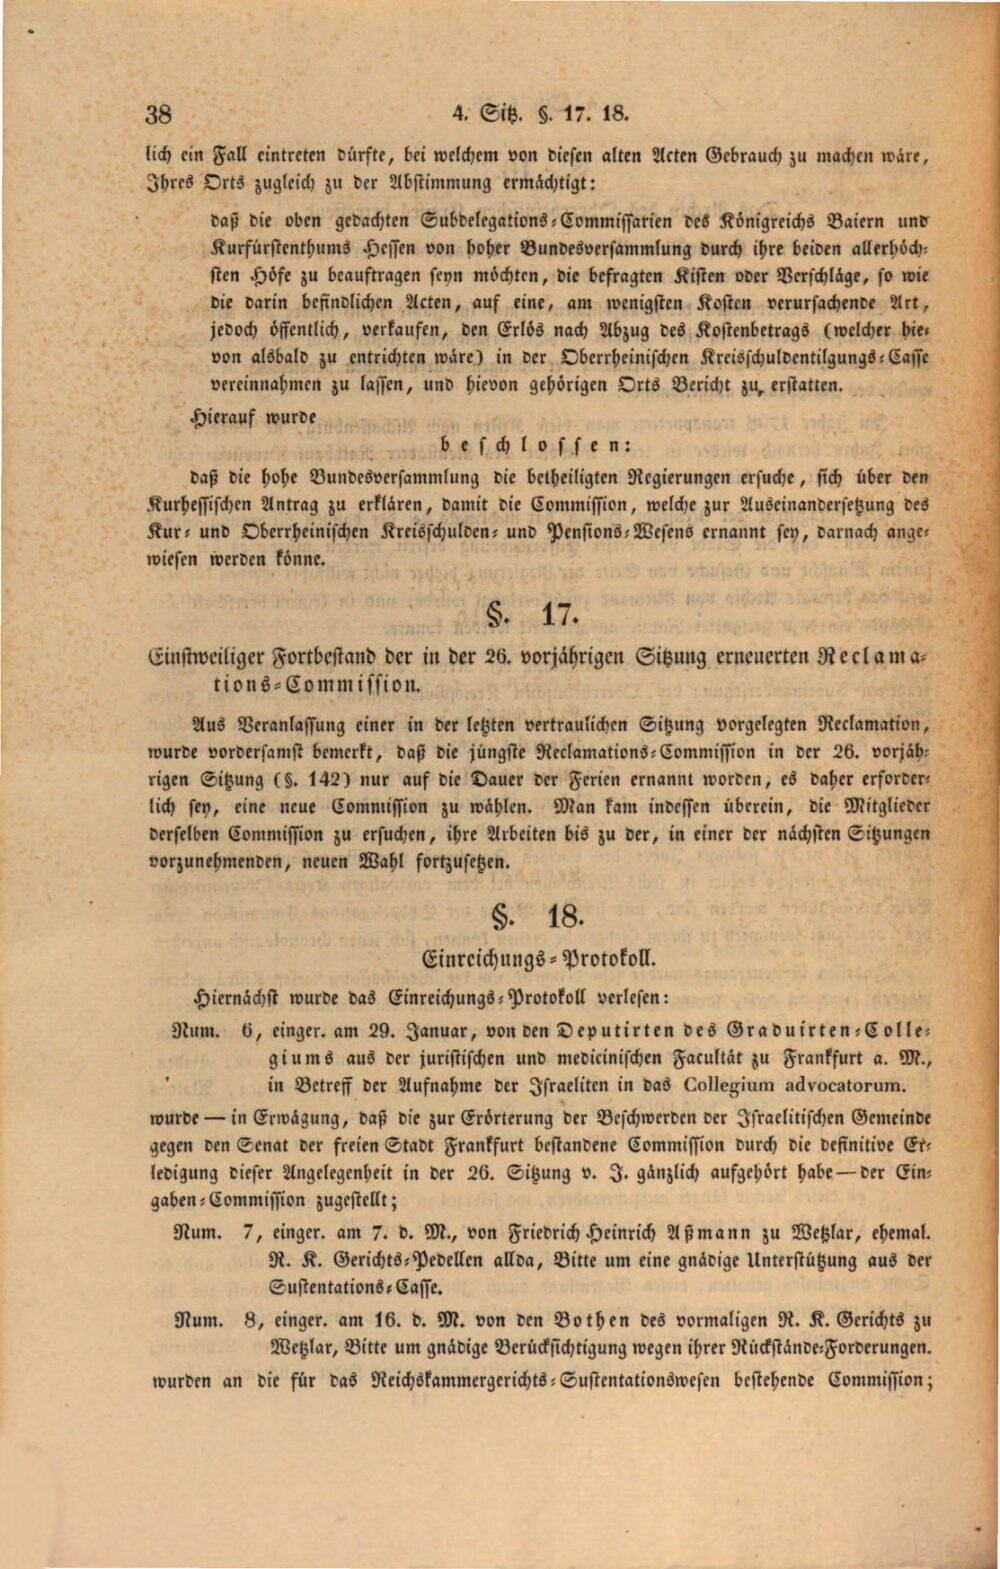 38 4. Sitz. §. 17. 18.
lich ein Fall eintreten dürfte, bei welchem von diesen alten Acten Gebrauch zu machen wäre,
Ihres Orts zugleich zu der Abstimmung ermächtigt:
daß die oben gedachten Subdelegations-Commissarien des Königreichs Baiern und
Kurfürstenthums Hessen von hoher Bundesversammlung durch ihre beiden allerhöch-
sten Höfe zu beauftragen seyn möchten, die befragten Kisten oder Verschläge, so wie
die darin befindlichen Acten, auf eine, am wenigsten Kosten verursachende Art,
jedoch öffentlich, verkaufen, den Erlös nach Abzug des Kostenbetrags (welcher hie-
von alsbald zu entrichten wäre) in der Oberrheinischen Kreisschuldentilgungs-Casse
vereinnahmen zu lassen, und hievon gehörigen Orts Bericht zu erstatten.
Hierauf wurde
beschlossen:
daß die hohe Bundesversammlung die betheiligten Regierungen ersuche, sich über den
Kurhessischen Antrag zu erklären, damit die Commission, welche zur Auseinandersetzung des
Kur- und Oberrheinischen Kreisschulden- und Pensions-Wesens ernannt sey, darnach ange-
wiesen werden könne.
§. 17.
Einstweiliger Fortbestand der in der 26. vorjährigen Sitzung erneuerten Reclama-
tions-Commission.
Aus Veranlassung einer in der letzten vertraulichen Sitzung vorgelegten Reclamation,
wurde vordersamst bemerkt, daß die jüngste Reclamations-Commission in der 26. vorjäh-
rigen Sitzung (§. 142) nur auf die Dauer der Ferien ernannt worden, es daher erforder-
lich sey, eine neue Commission zu wählen. Man kam indessen überein, die Mitglieder
derselben Commission zu ersuchen, ihre Arbeiten bis zu der, in einer der nächsten Sitzungen
vorzunehmenden, neuen Wahl fortzusetzen.
§. 18.
Einreichungs-Protokoll.
Hiernächst wurde das Einreichungs-Protokoll verlesen:
Num. 6, einger. am 29. Januar, von den Deputirten des Graduirten-Colle-
giums aus der juristischen und medicinischen Facultät zu Frankfurt a. M.,
in Betreff der Aufnahme der Israeliten in das Collegium advocatorum.
wurde — in Erwägung, daß die zur Erörterung der Beschwerden der Israelitischen Gemeinde
gegen den Senat der freien Stadt Frankfurt bestandene Commission durch die definitive Er-
ledigung dieser Angelegenheit in der 26. Sitzung v. J. gänzlich aufgehört habe — der Ein-
gaben-Commission zugestellt;
Num. 7, einger. am 7. d. M., von Friedrich Heinrich Aßmann zu Wetzlar, ehemal.
R. K. Gerichts-Pedellen allda, Bitte um eine gnädige Unterstützung aus der
Sustentations-Casse.
Num. 8, einger. am 16. d. M. von den Bothen des vormaligen R. K. Gerichts zu
Wetzlar, Bitte um gnädige Berücksichtigung wegen ihrer Rückstände-Forderungen.
wurden an die für das Reichskammergerichts-Sustentationswesen bestehende Commission;